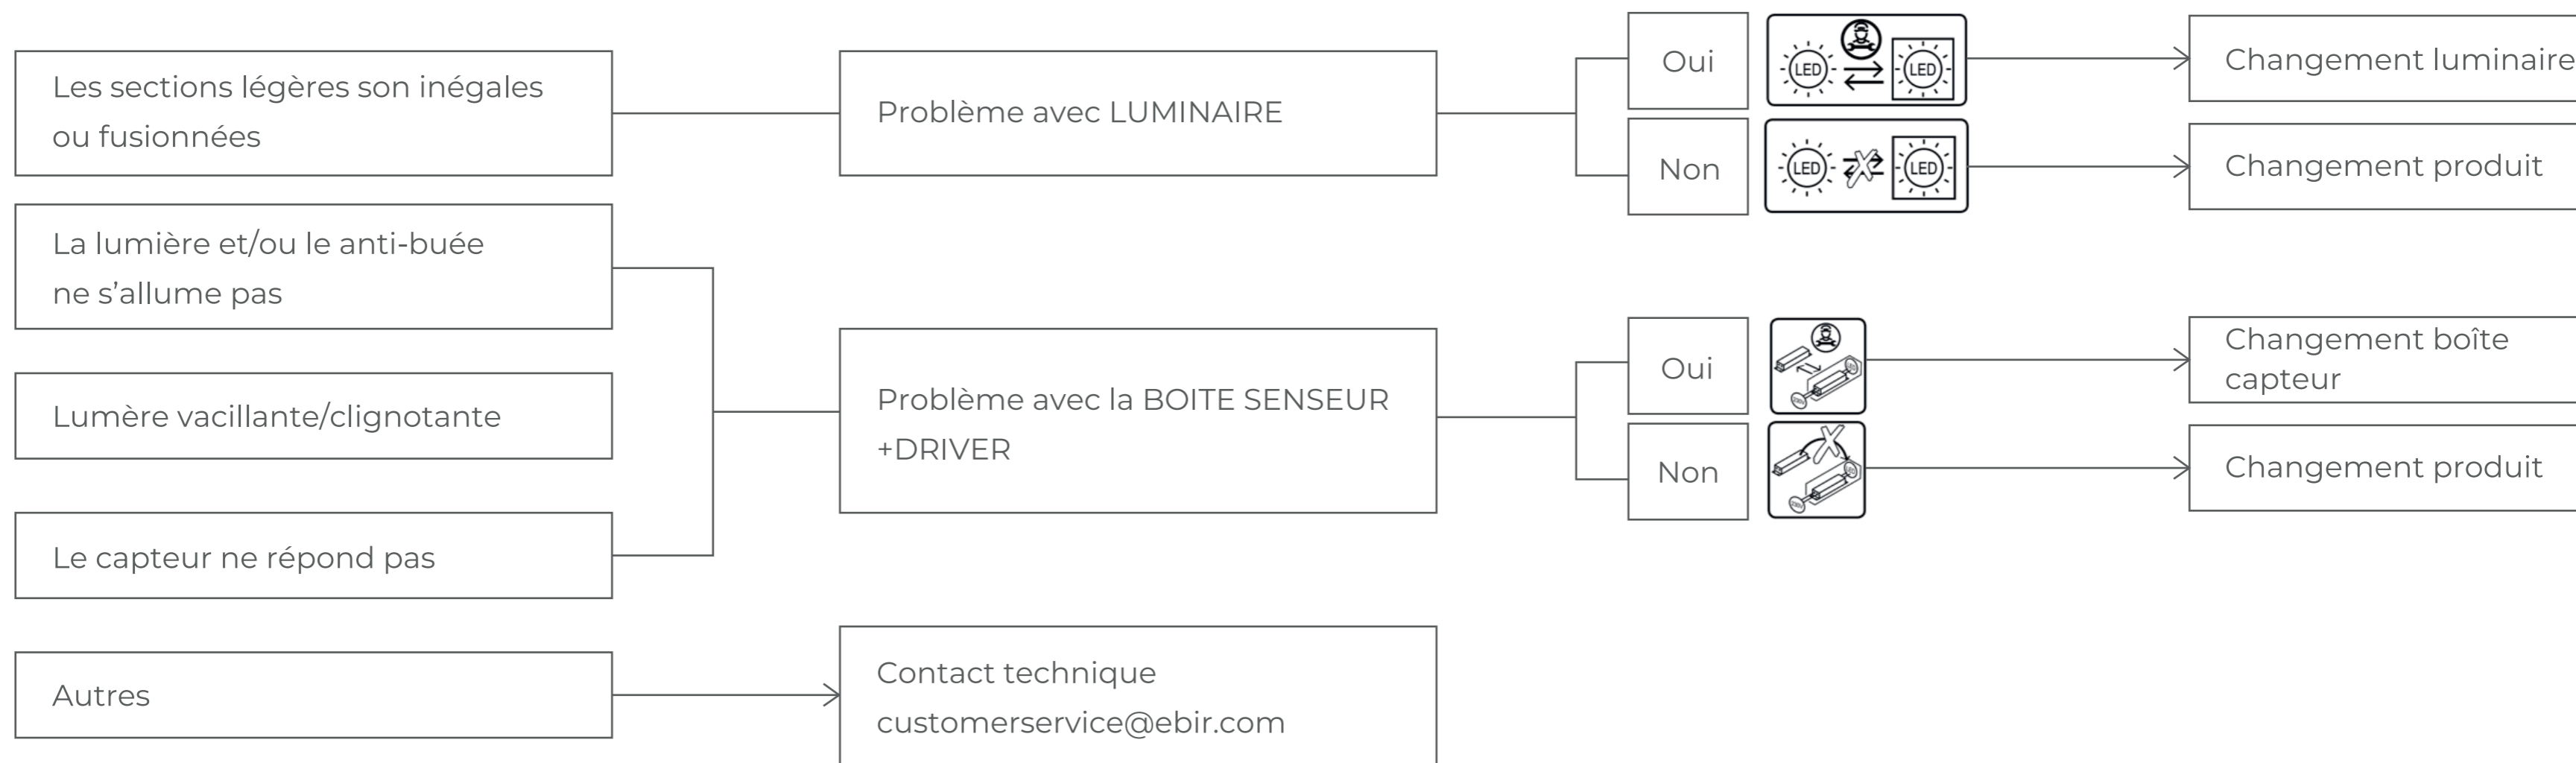 Les sections légères son inégales
ou fusionnées
Problème avec LUMINAIRE
Oui
LED
LED
Changement luminaire
Non
LED
LED
Changement produit
La lumière et/ou le anti-buée
ne s’allume pas
Lumère vacillante/clignotante
Le capteur ne répond pas
Problème avec la BOITE SENSEUR
+DRIVER
Oui
Changement boîte
capteur
Non
Changement produit
Autres
Contact technique
customerservice@ebir.com